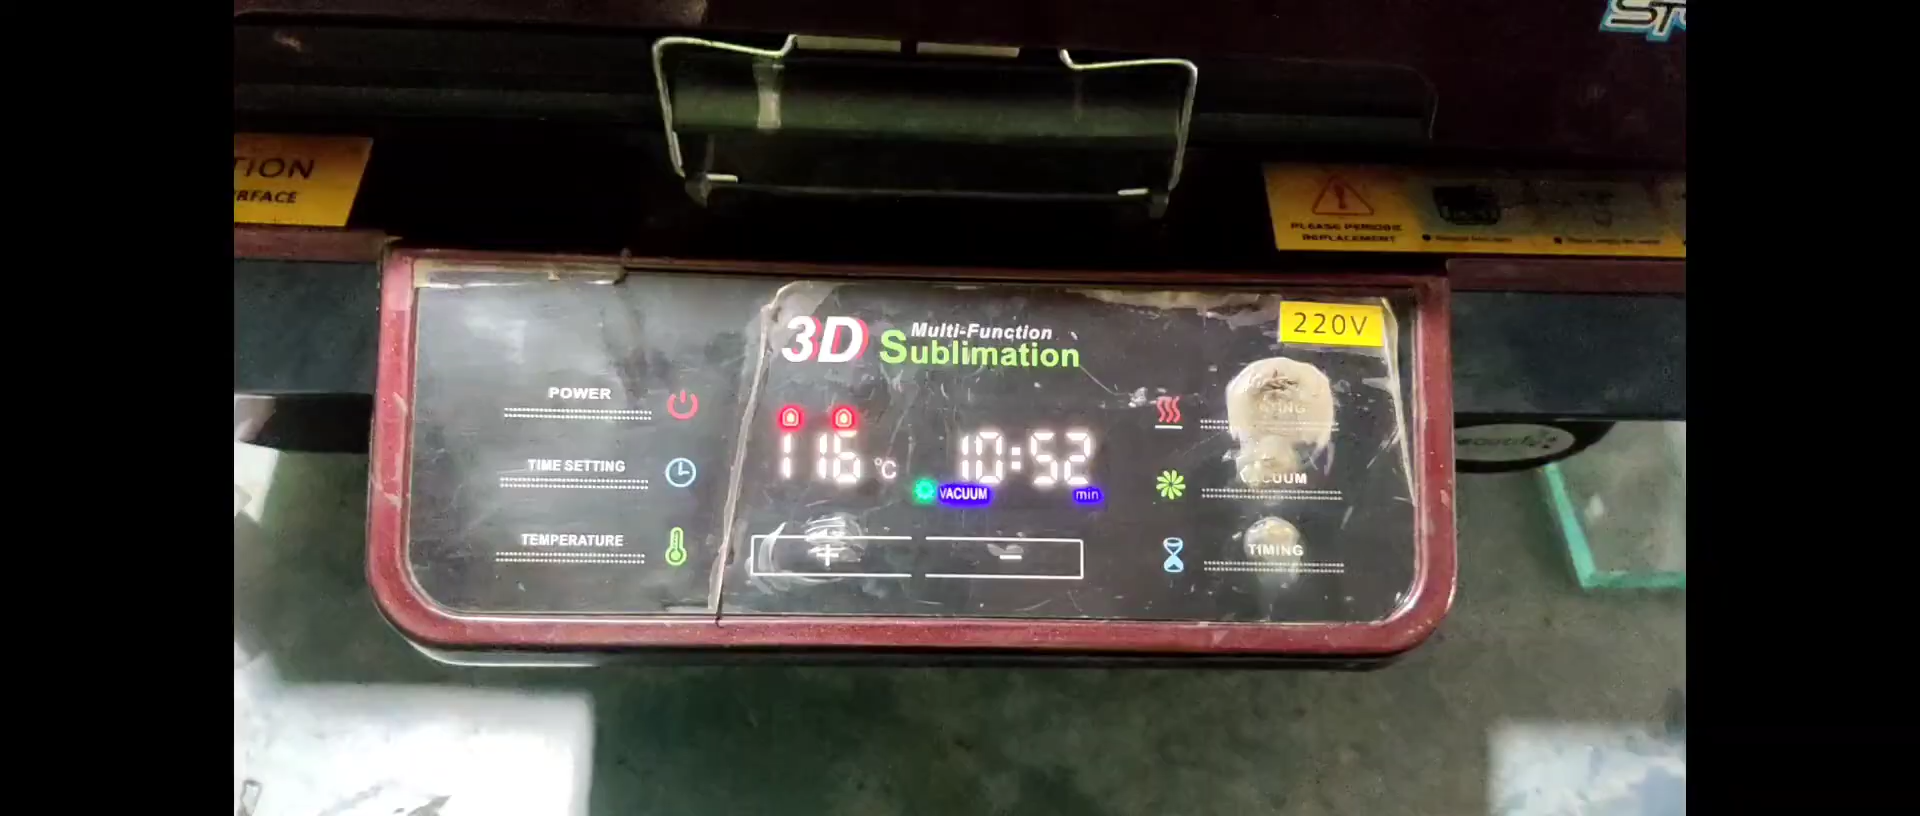 TION
RFACE
PLEASE PERIODIC
REPLACEMENT
220V
3D Multi-Function
Sublimation
POWER
TIME SETTING
TEMPERATURE
116 °C
10:52
VACUUM
min
+
-
VACUUM
TIMING